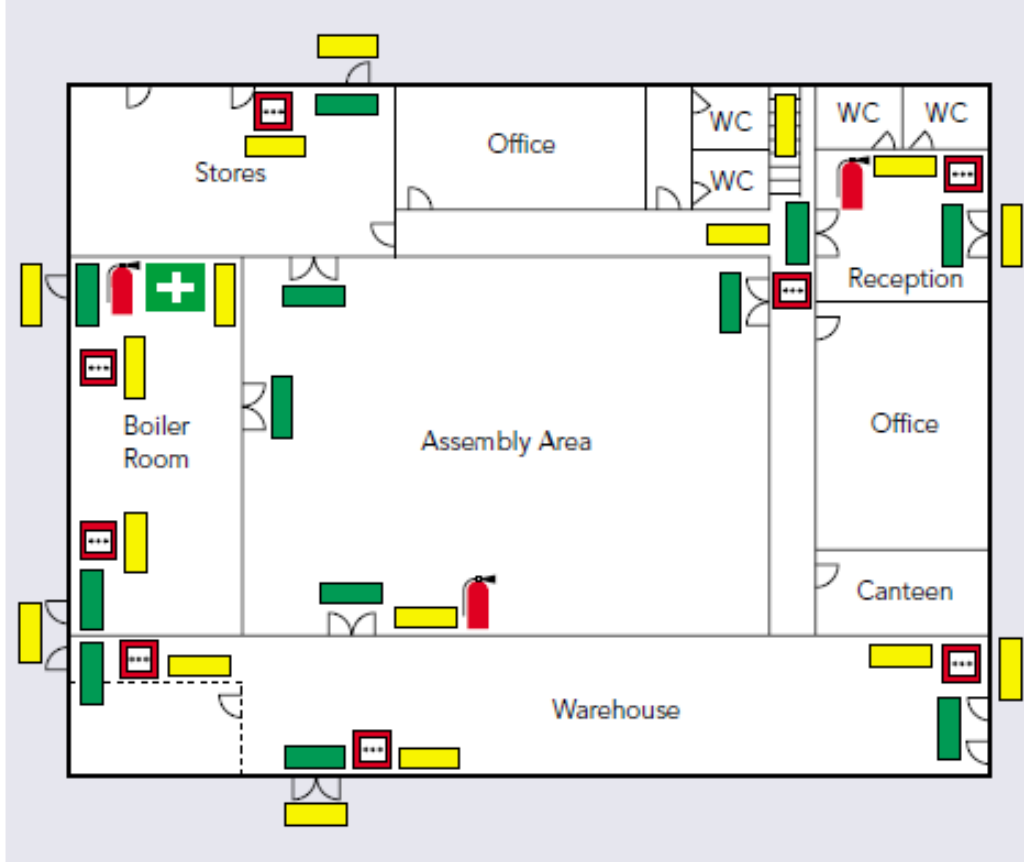 WC
WC
WC
Office
Stores
WC
Reception
Boiler
Room
Assembly Area
Office
Canteen
Warehouse